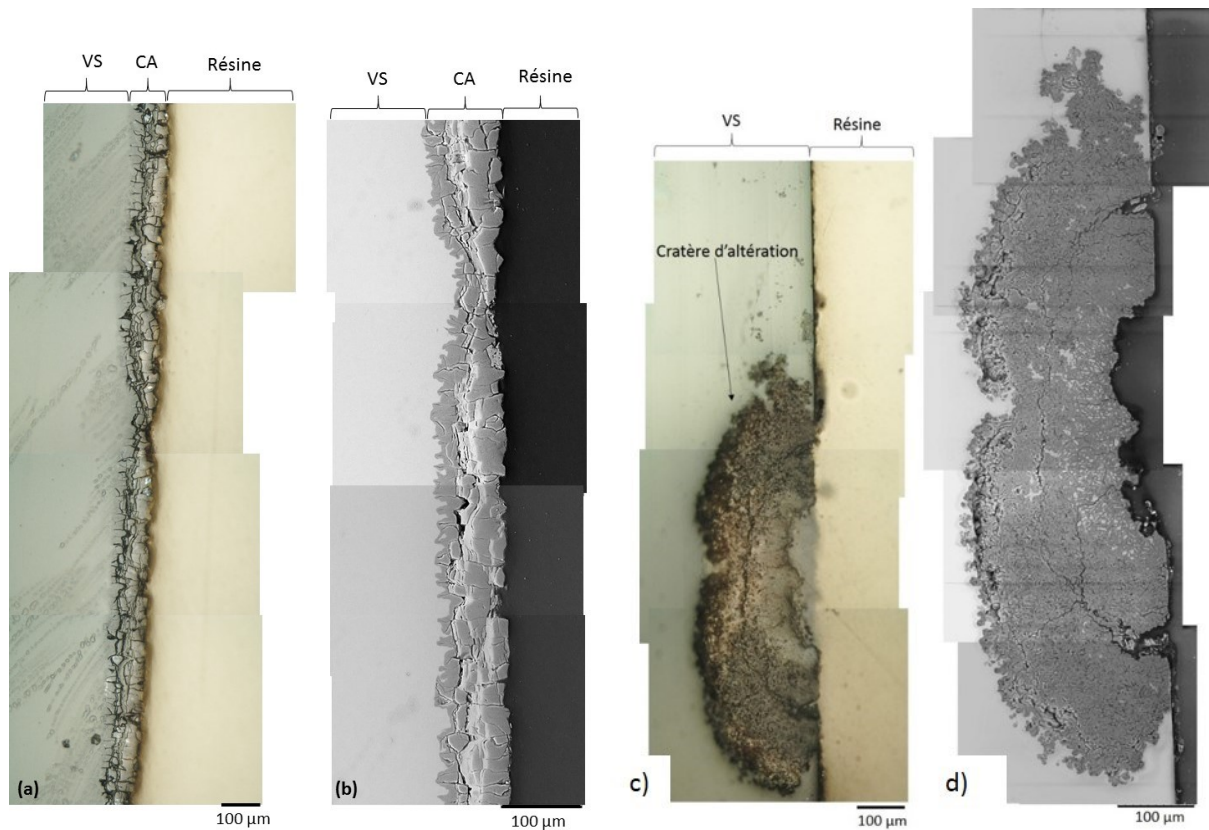 VS CA Résine
(a)
100 µm
VS CA Résine
(b)
100 µm
VS Résine
Cratère d'altération
c)
100 µm
d)
100 µm